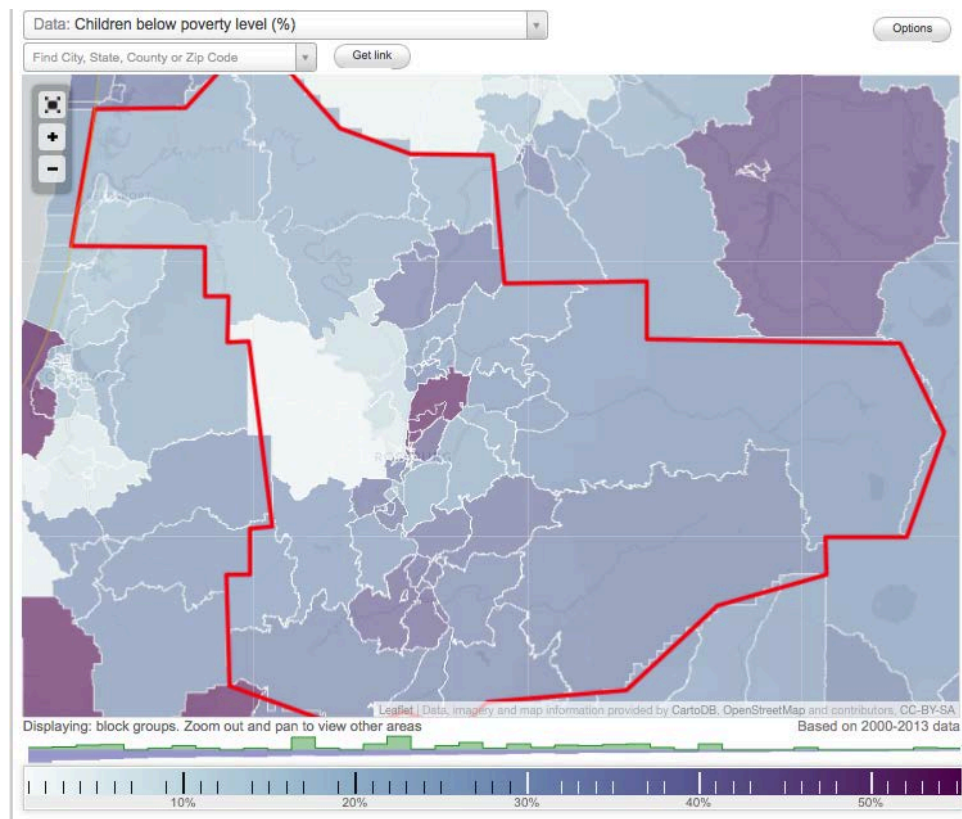 Data: Children below poverty level (%)
Options
Find City, State, County or Zip Code
Get link
+
−
Leaflet | Data, imagery and map information provided by CartoDB, OpenStreetMap and contributors, CC-BY-SA
Displaying: block groups. Zoom out and pan to view other areas
Based on 2000-2013 data
10%
20%
30%
40%
50%